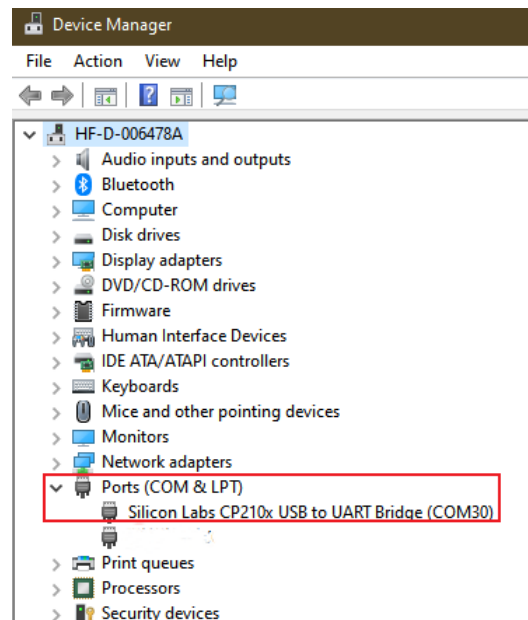 Device Manager
File Action View Help
HF-D-006478A
Audio inputs and outputs
Bluetooth
Computer
Disk drives
Display adapters
DVD/CD-ROM drives
Firmware
Human Interface Devices
IDE ATA/ATAPI controllers
Keyboards
Mice and other pointing devices
Monitors
Network adapters
Ports (COM & LPT)
Silicon Labs CP210x USB to UART Bridge (COM30)
Print queues
Processors
Security devices